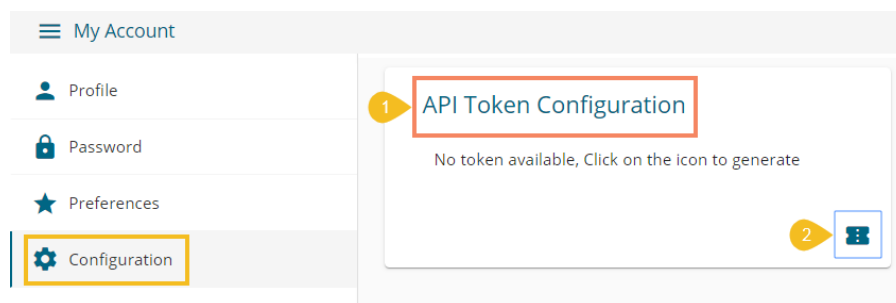 My Account
Profile
Password
Preferences
Configuration
1
API Token Configuration
No token available, Click on the icon to generate
2